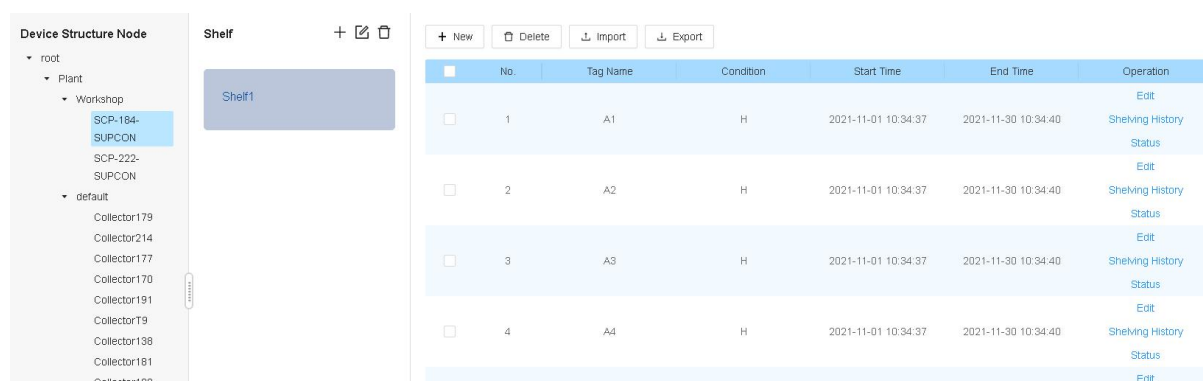 Device Structure Node
root
Plant
Workshop
SCP-184-
SUPCON
SCP-222-
SUPCON
default
Collector179
Collector214
Collector177
Collector170
Collector191
CollectorT9
Collector138
Collector181
Shelf
Shelf1
New Delete Import Export
No. Tag Name Condition Start Time End Time Operation
Edit
1 A1 H 2021-11-01 10:34:37 2021-11-30 10:34:40 Shelving History
Status
Edit
2 A2 H 2021-11-01 10:34:37 2021-11-30 10:34:40 Shelving History
Status
Edit
3 A3 H 2021-11-01 10:34:37 2021-11-30 10:34:40 Shelving History
Status
Edit
4 A4 H 2021-11-01 10:34:37 2021-11-30 10:34:40 Shelving History
Status
Edit